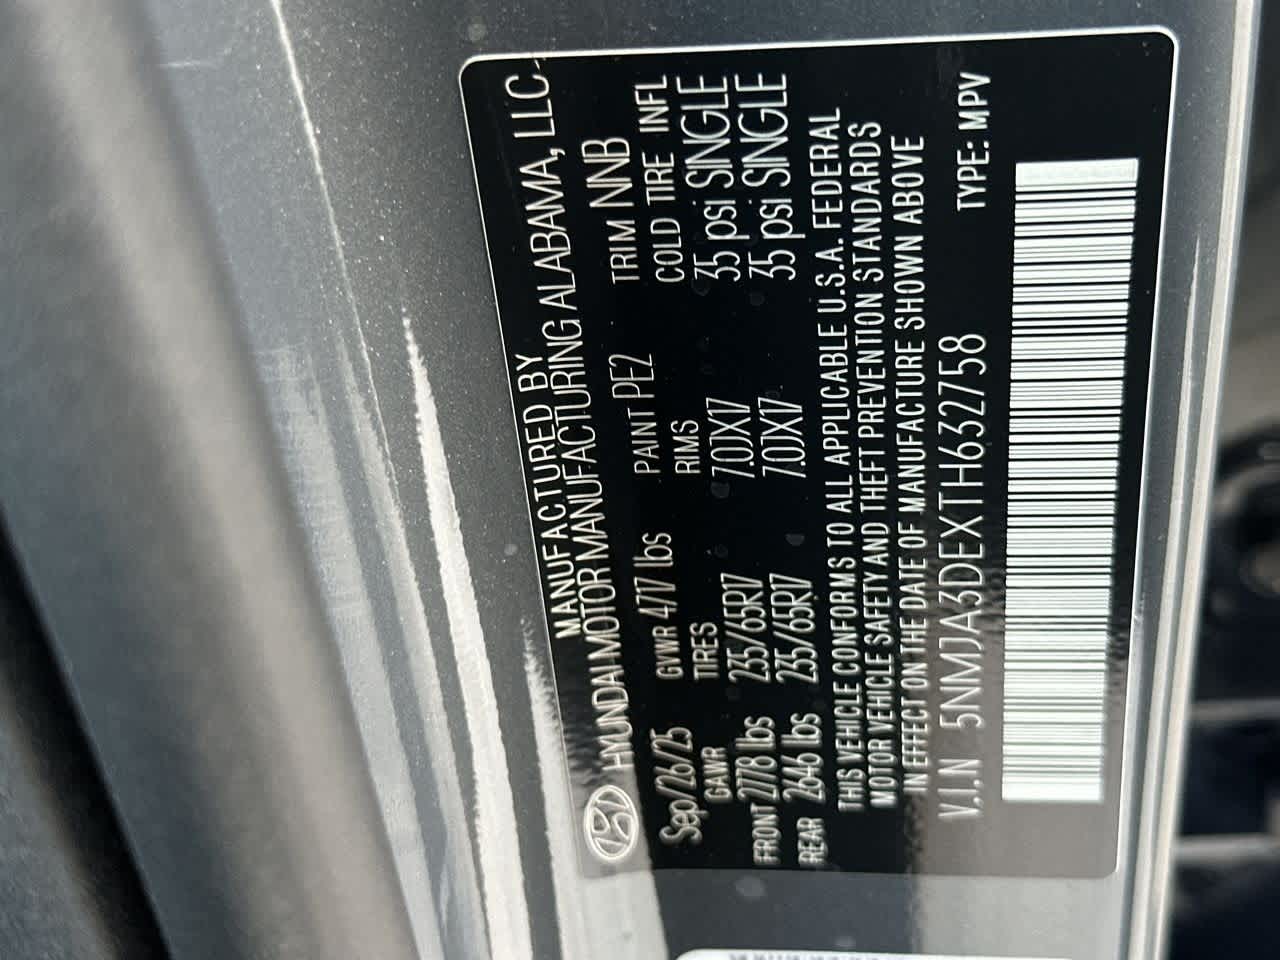 MANUFACTURED BY
HYUNDAI MOTOR MANUFACTURING ALABAMA, LLC.
Sep/26/25 GVWR 4717 lbs PAINT PE2 TRIM NNB
GAWR TIRES RIMS COLD TIRE INFL
FRONT 2778 lbs 235/65R17 7.0JX17 35 psi SINGLE
REAR 2646 lbs 235/65R17 7.0JX17 35 psi SINGLE
THIS VEHICLE CONFORMS TO ALL APPLICABLE U.S.A. FEDERAL
MOTOR VEHICLE SAFETY AND THEFT PREVENTION STANDARDS
IN EFFECT ON THE DATE OF MANUFACTURE SHOWN ABOVE
V.I.N 5NMJA3DEXTH632758 TYPE: MPV